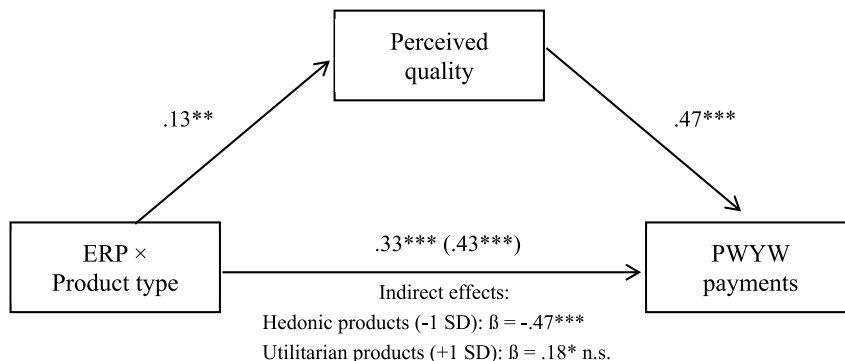 Perceived
quality
.13**
.47***
ERP ×
Product type
.33*** (.43***)
PWYW
payments
Indirect effects:
Hedonic products (-1 SD): ß = -.47***
Utilitarian products (+1 SD): ß = .18* n.s.